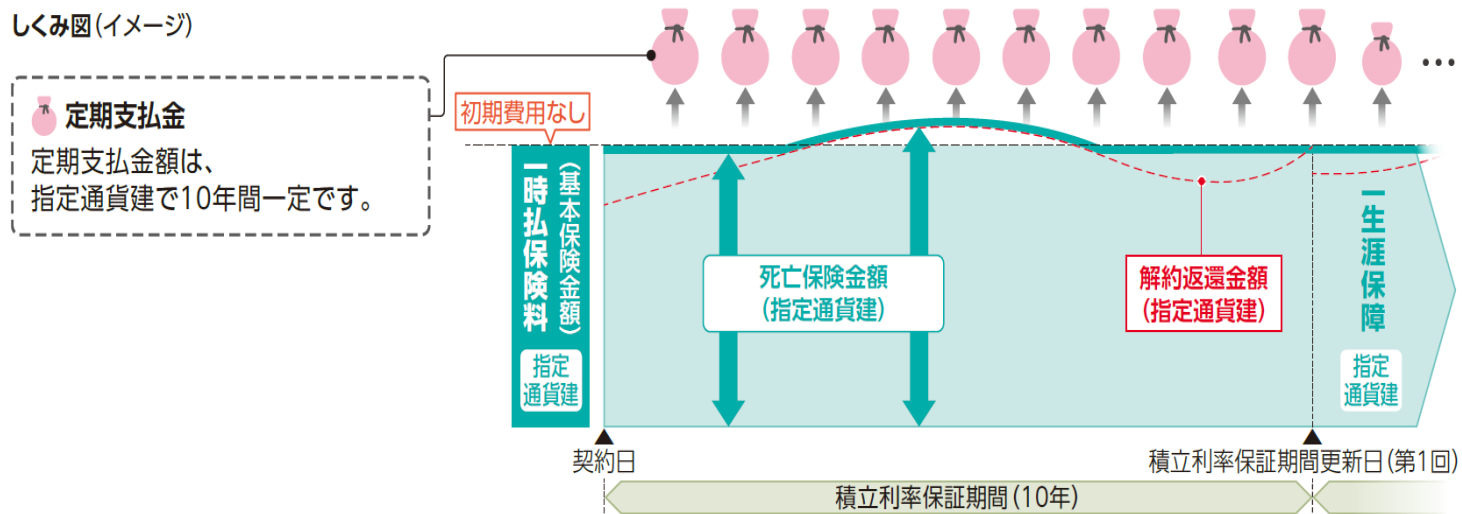 しくみ図(イメージ)
定期支払金
定期支払金額は、
指定通貨建で10年間一定です。
初期費用なし
一時払保険料
(基本保険金額)
指定
通貨建
死亡保険金額
(指定通貨建)
解約返還金額
(指定通貨建)
一生涯保障
指定
通貨建
…
契約日
積立利率保証期間更新日(第1回)
積立利率保証期間(10年)